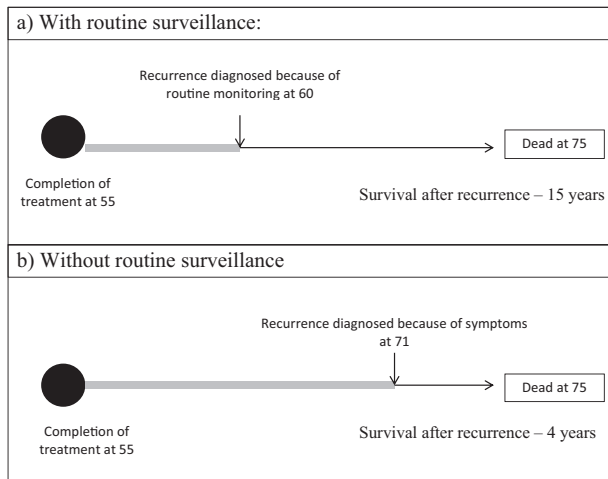 a) With routine surveillance:
Recurrence diagnosed because of
routine monitoring at 60
Dead at 75
Completion of
treatment at 55
Survival after recurrence – 15 years
b) Without routine surveillance
Recurrence diagnosed because of symptoms
at 71
Dead at 75
Completion of
treatment at 55
Survival after recurrence – 4 years